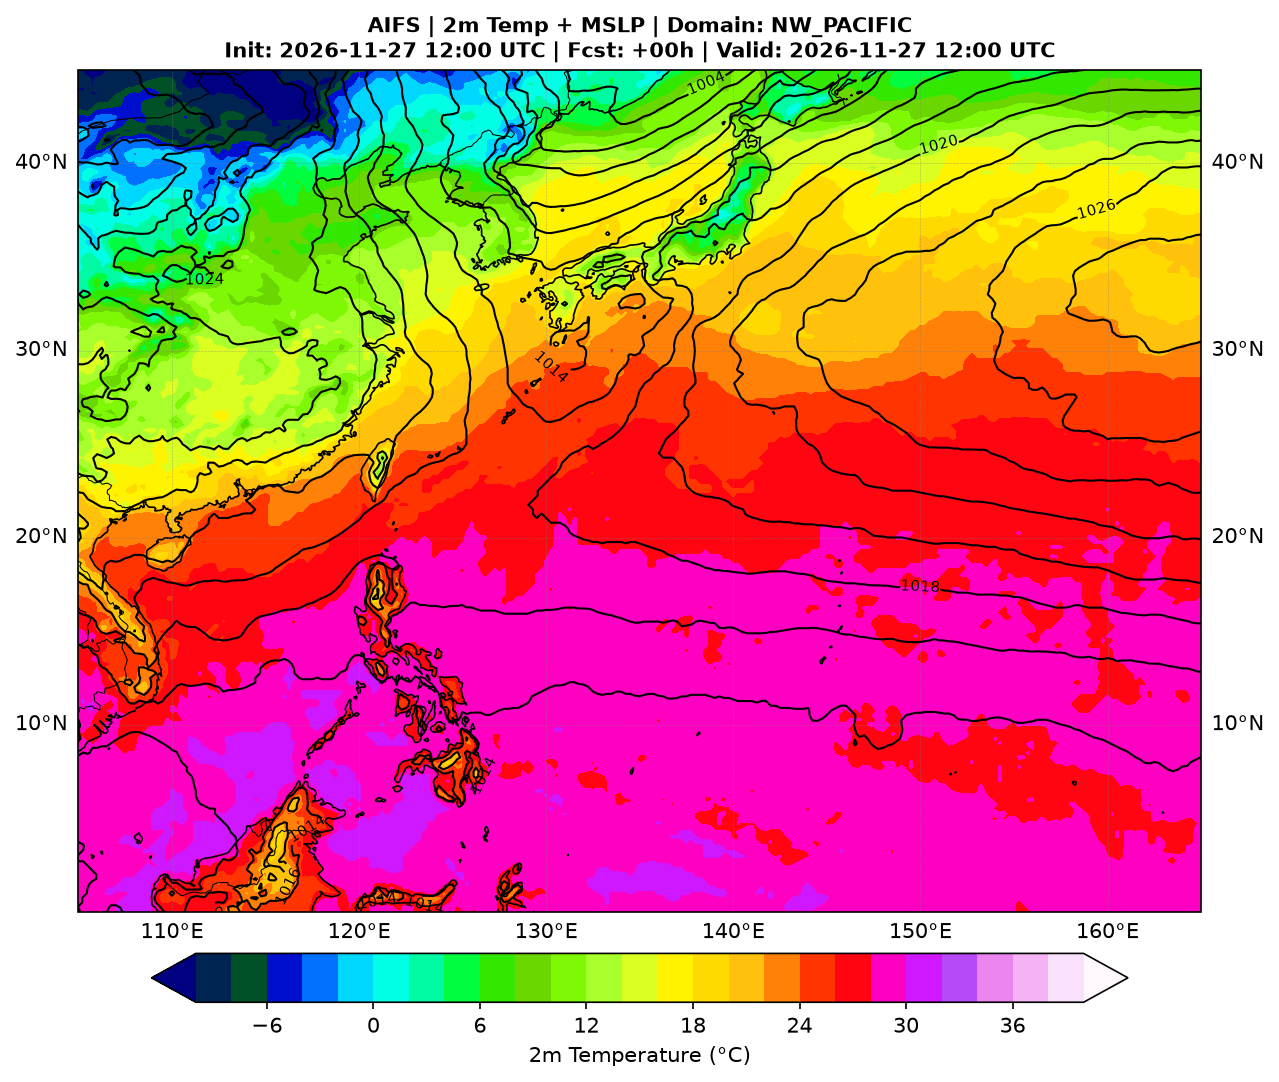 AIFS | 2m Temp + MSLP | Domain: NW_PACIFIC
Init: 2026-11-27 12:00 UTC | Fcst: +00h | Valid: 2026-11-27 12:00 UTC
1004
1020
40°N
40°N
1026
1024
30°N
30°N
1014
20°N
20°N
1018
10°N
10°N
1014
1014
110°E
120°E
130°E
140°E
150°E
160°E
−6
0
6
12
18
24
30
36
2m Temperature (°C)